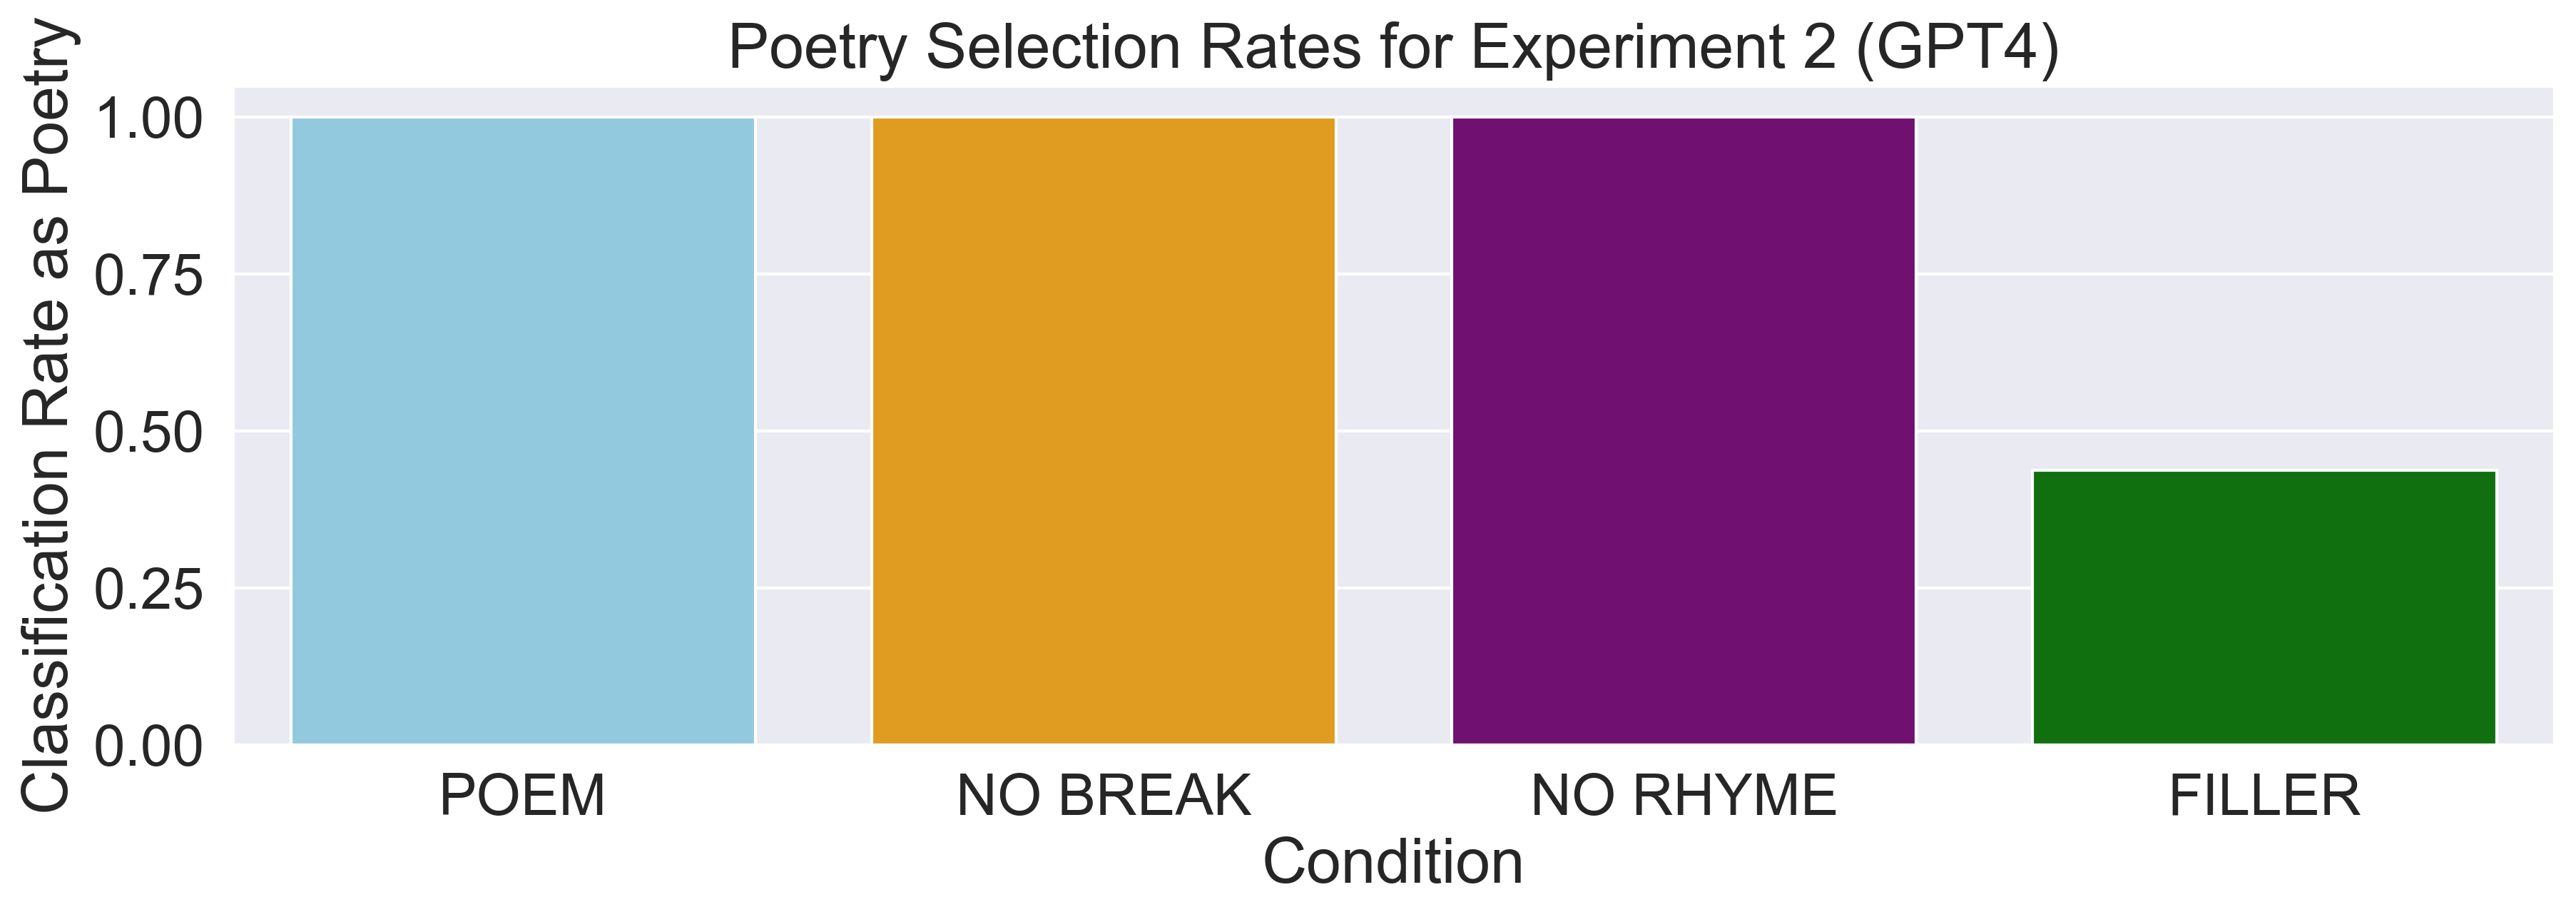 Poetry Selection Rates for Experiment 2 (GPT4)
Classification Rate as Poetry
1.00
0.75
0.50
0.25
0.00
POEM NO BREAK NO RHYME FILLER
Condition